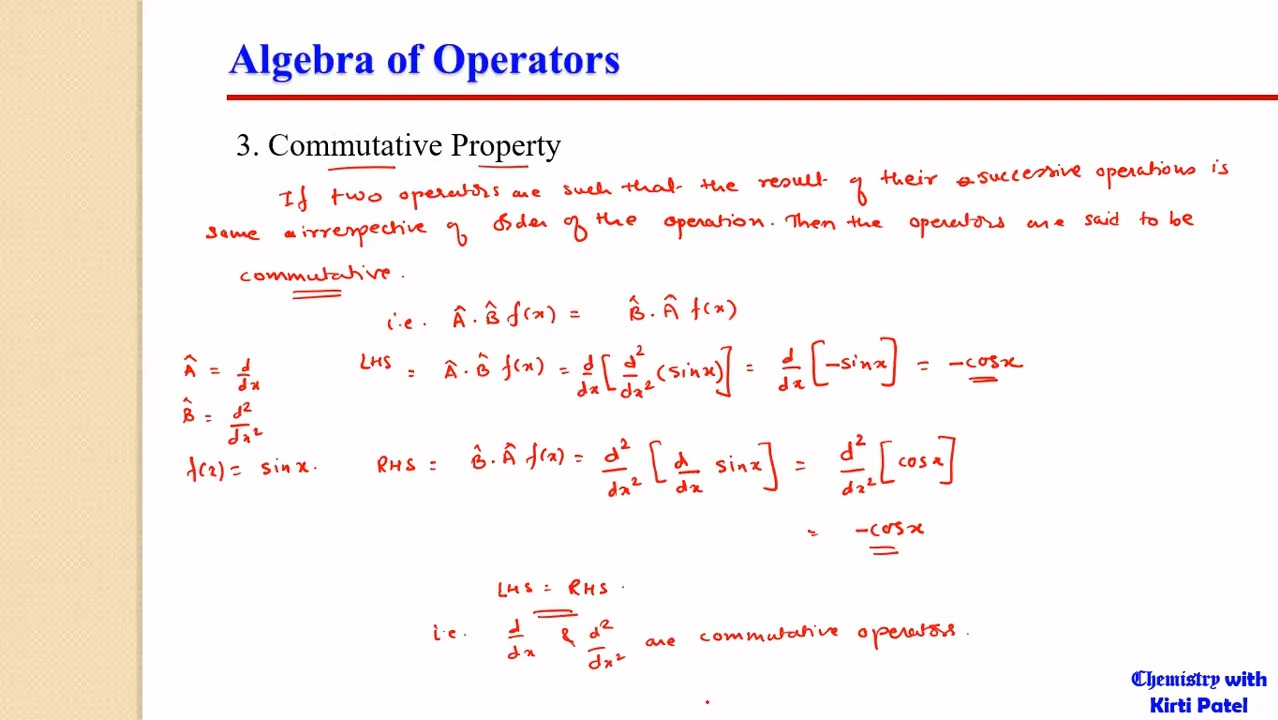 Algebra of Operators
3. Commutative Property
If two operators are such that the result of their successive operations is
same irrespective of order of the operation. Then the operators are said to be
commutative.
i.e. Â. B̂ f(x) = B̂. Â f(x)
Â = d/dx
LHS = Â. B̂ f(x) = d/dx [d²/dx² (sinx)] = d/dx [-sinx] = -cosx
B̂ = d²/dx²
f(x) = sinx.
RHS = B̂. Â f(x) = d²/dx² [d/dx sinx] = d²/dx² [cosx]
= -cosx
LHS = RHS.
i.e. d/dx & d²/dx² are commutative operators.
Chemistry with
Kirti Patel